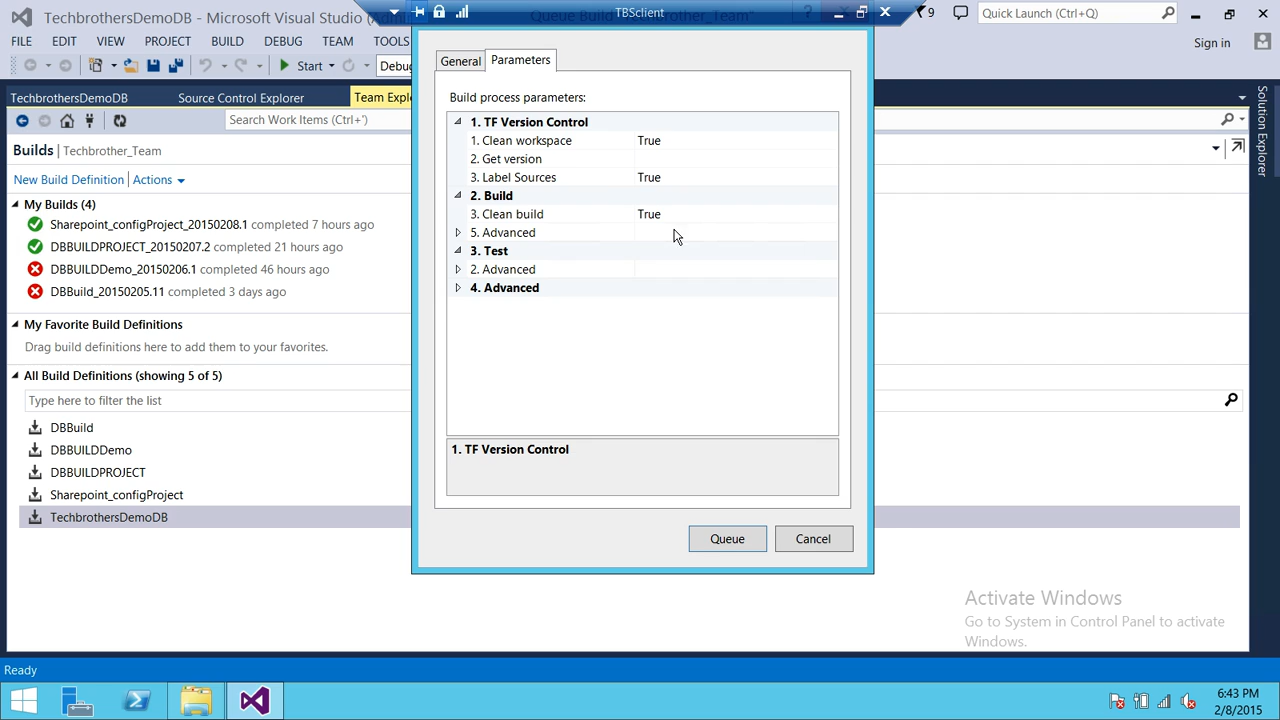 TechbrothersDemoDB - Microsoft Visual Studio
TBSclient
9
Quick Launch (Ctrl+Q)
FILE EDIT VIEW PROJECT BUILD DEBUG TEAM TOOLS
Sign in
Start
Debug
General Parameters
TechbrothersDemoDB Source Control Explorer Team Expl
Solution Explorer
Search Work Items (Ctrl+')
Builds | Techbrother_Team
New Build Definition | Actions
My Builds (4)
Sharepoint_configProject_20150208.1 completed 7 hours ago
DBBUILDPROJECT_20150207.2 completed 21 hours ago
DBBUILDDemo_20150206.1 completed 46 hours ago
DBBuild_20150205.11 completed 3 days ago
My Favorite Build Definitions
Drag build definitions here to add them to your favorites.
All Build Definitions (showing 5 of 5)
Type here to filter the list
DBBuild
DBBUILDDemo
DBBUILDPROJECT
Sharepoint_configProject
TechbrothersDemoDB
Build process parameters:
1. TF Version Control
1. Clean workspace True
2. Get version
3. Label Sources True
2. Build
3. Clean build True
5. Advanced
3. Test
2. Advanced
4. Advanced
1. TF Version Control
Queue Cancel
Activate Windows
Go to System in Control Panel to activate
Windows.
Ready
6:43 PM
2/8/2015